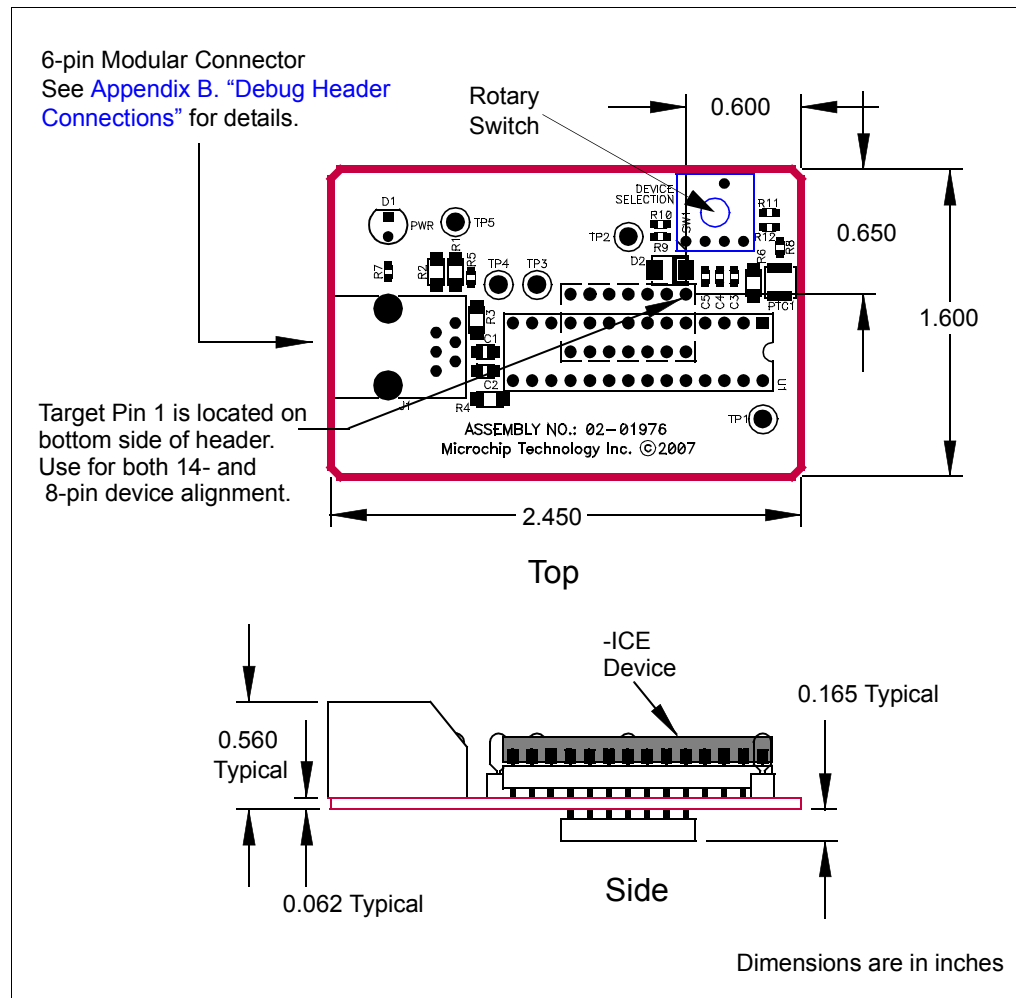 6-pin Modular Connector
See Appendix B. “Debug Header
Connections” for details.
Rotary
Switch
0.600
0.650
1.600
DEVICE
SELECTION
D1
PWR
TP5
TP2
R10
R9
D2
SW1
R11
R12
R8
R6
PTC1
R7
R2
R1
R5
TP4
TP3
C5
C4
C3
R3
C1
C2
R4
J1
U1
TP1
ASSEMBLY NO.: 02-01976
Microchip Technology Inc. ©2007
Target Pin 1 is located on
bottom side of header.
Use for both 14- and
8-pin device alignment.
2.450
Top
-ICE
Device
0.165 Typical
0.560
Typical
0.062 Typical
Side
Dimensions are in inches